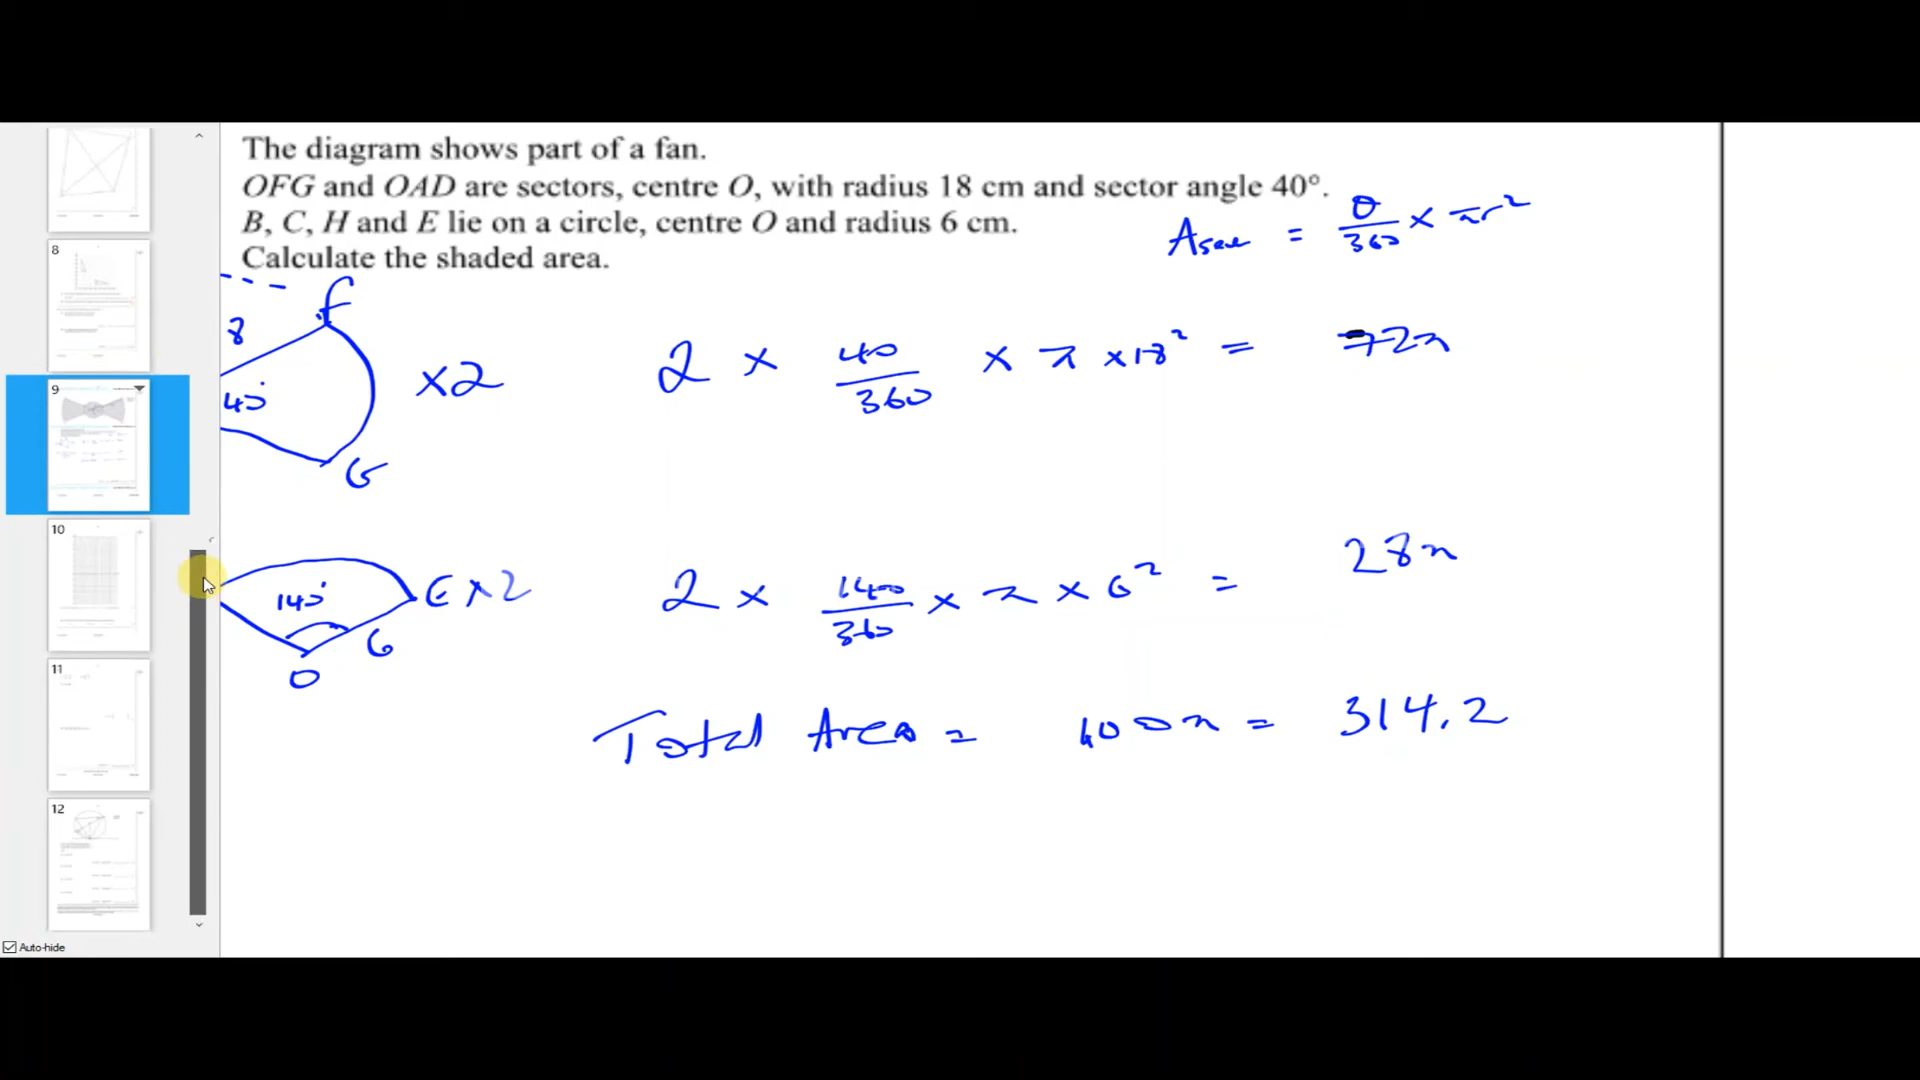 The diagram shows part of a fan.
OFG and OAD are sectors, centre O, with radius 18 cm and sector angle 40°.
B, C, H and E lie on a circle, centre O and radius 6 cm.
Calculate the shaded area.
= θ/360 × πr²
F
8
40°
×2
G
2 × 40/360 × π × 18² = 72π
140°
E ×2
6
O
2 × 140/360 × π × 6² = 28π
Total Area = 100π = 314.2
8
9
10
11
12
Auto-hide